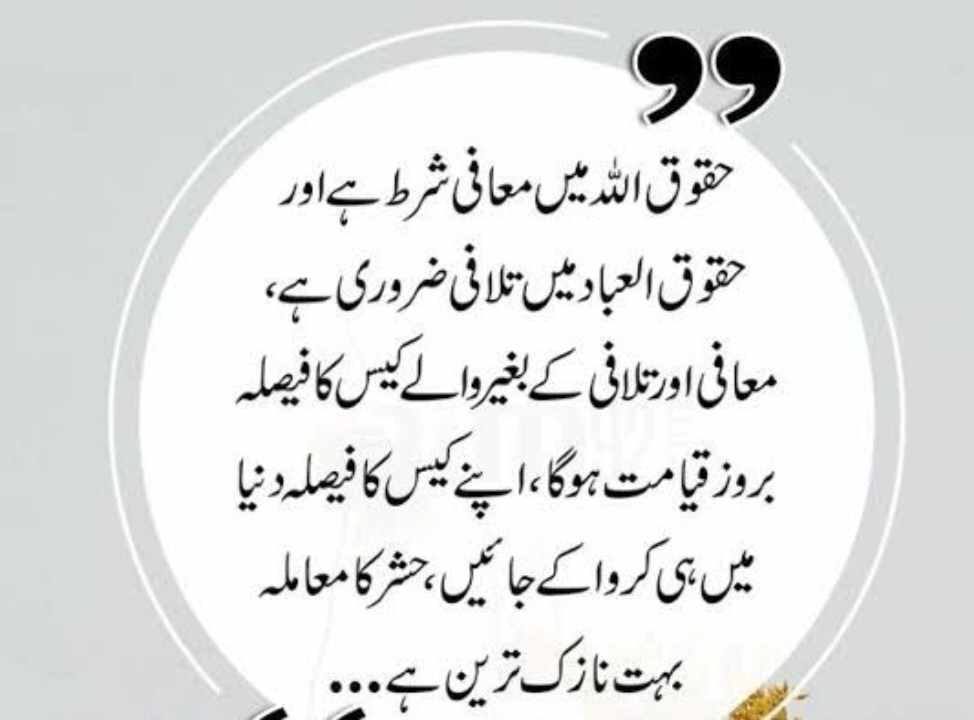 حقوق اللہ میں معافی شرط ہے اور
حقوق العباد میں تلافی ضروری ہے،
معافی اور تلافی کے بغیر والے کیس کا فیصلہ
بروز قیامت ہوگا، اپنے کیس کا فیصلہ دنیا
میں ہی کروا کے جائیں، حشر کا معاملہ
بہت نازک ترین ہے...